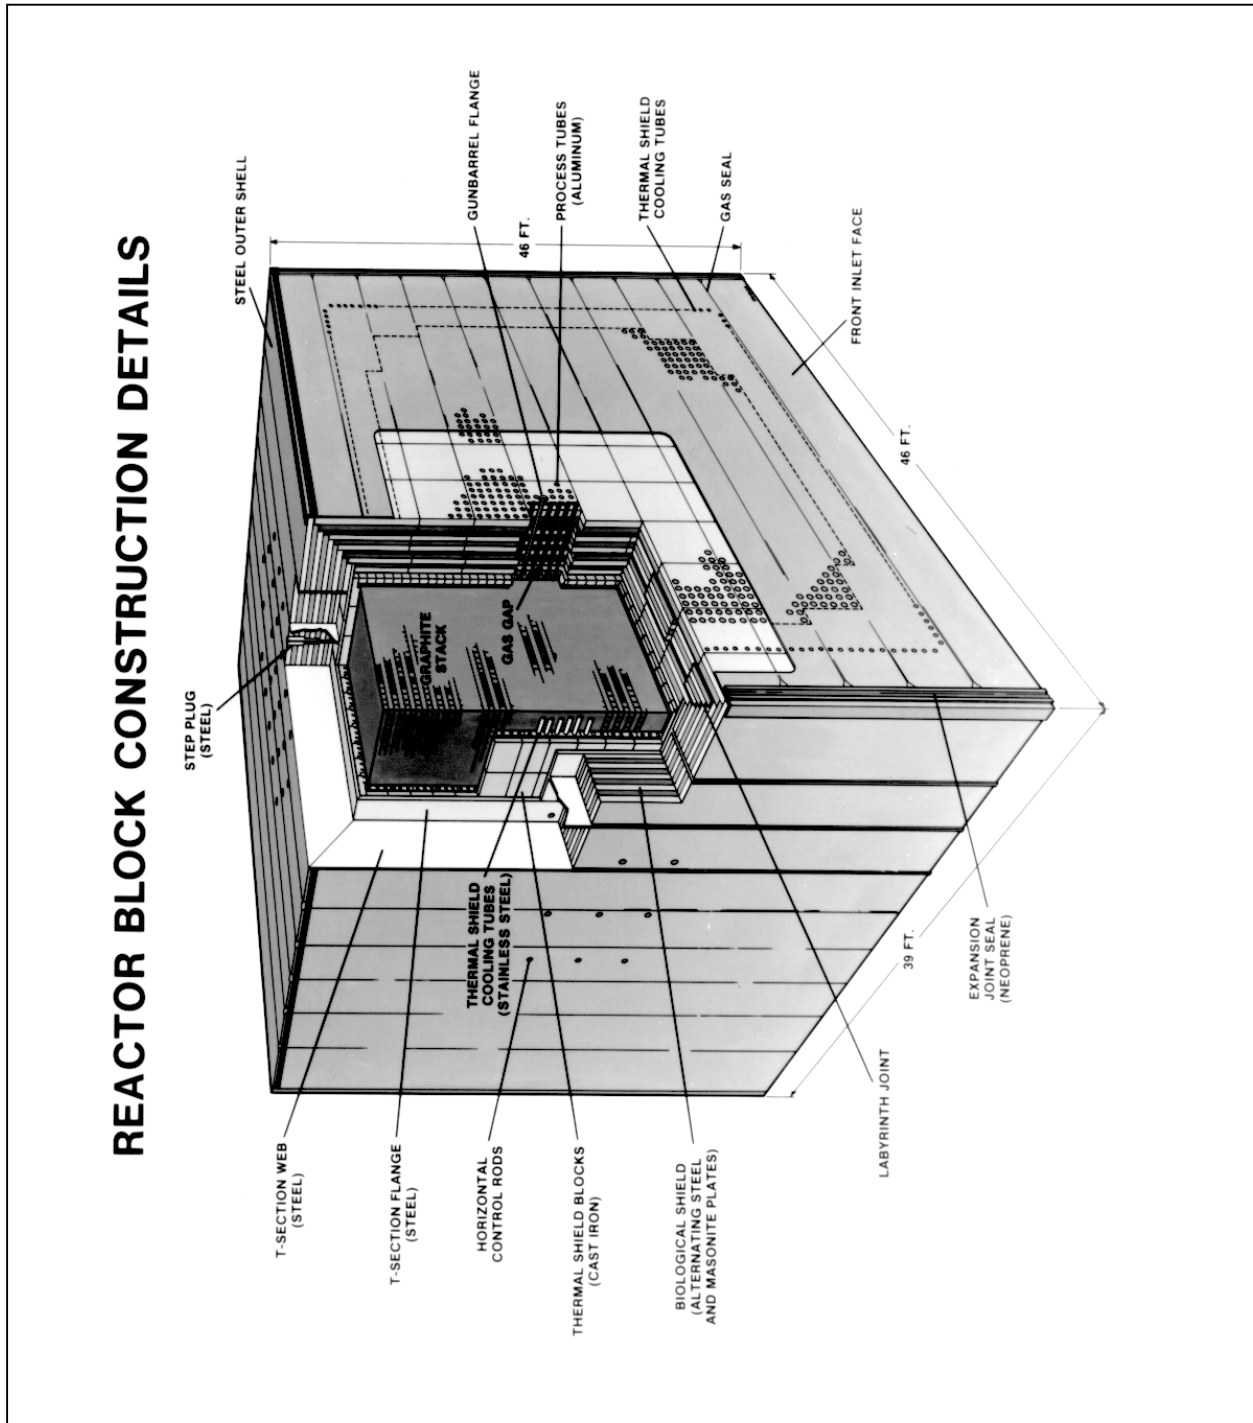 REACTOR BLOCK CONSTRUCTION DETAILS
T-SECTION WEB
(STEEL)
STEP PLUG
(STEEL)
STEEL OUTER SHELL
T-SECTION FLANGE
(STEEL)
GUNBARREL FLANGE
HORIZONTAL
CONTROL RODS
THERMAL SHIELD
COOLING TUBES
(STAINLESS STEEL)
GRAPHITE
STACK
GAS GAP
46 FT.
PROCESS TUBES
(ALUMINUM)
THERMAL SHIELD BLOCKS
(CAST IRON)
THERMAL SHIELD
COOLING TUBES
BIOLOGICAL SHIELD
(ALTERNATING STEEL
AND MASONITE PLATES)
GAS SEAL
FRONT INLET FACE
LABYRINTH JOINT
39 FT.
46 FT.
EXPANSION
JOINT SEAL
(NEOPRENE)